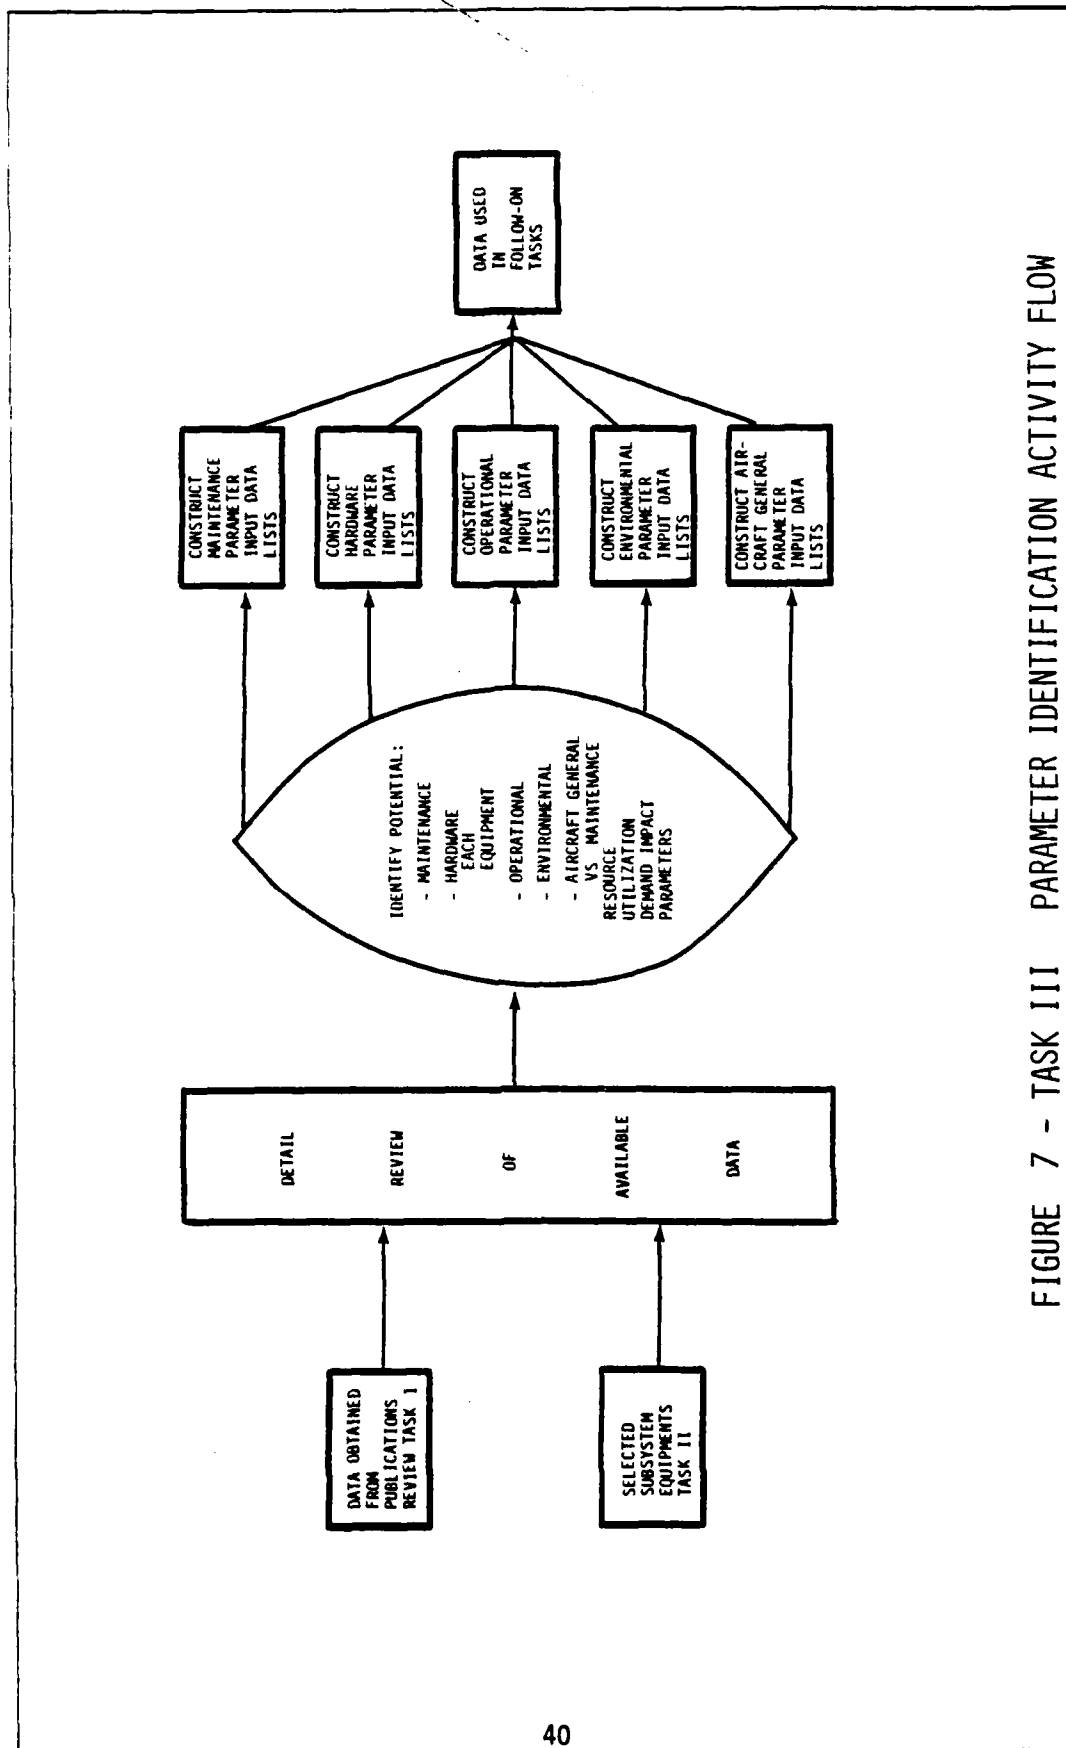 DATA OBTAINED
FROM
PUBLICATIONS
REVIEW TASK I
SELECTED
SUBSYSTEM
EQUIPMENTS
TASK II
DETAIL
REVIEW
OF
AVAILABLE
DATA
IDENTIFY POTENTIAL:
- MAINTENANCE
- HARDWARE
EACH
EQUIPMENT
- OPERATIONAL
- ENVIRONMENTAL
- AIRCRAFT GENERAL
VS MAINTENANCE
RESOURCE
UTILIZATION
DEMAND IMPACT
PARAMETERS
CONSTRUCT
MAINTENANCE
PARAMETER
INPUT DATA
LISTS
CONSTRUCT
HARDWARE
PARAMETER
INPUT DATA
LISTS
CONSTRUCT
OPERATIONAL
PARAMETER
INPUT DATA
LISTS
CONSTRUCT
ENVIRONMENTAL
PARAMETER
INPUT DATA
LISTS
CONSTRUCT AIR-
CRAFT GENERAL
PARAMETER
INPUT DATA
LISTS
DATA USED
IN
FOLLOW-ON
TASKS
FIGURE 7 - TASK III PARAMETER IDENTIFICATION ACTIVITY FLOW
40